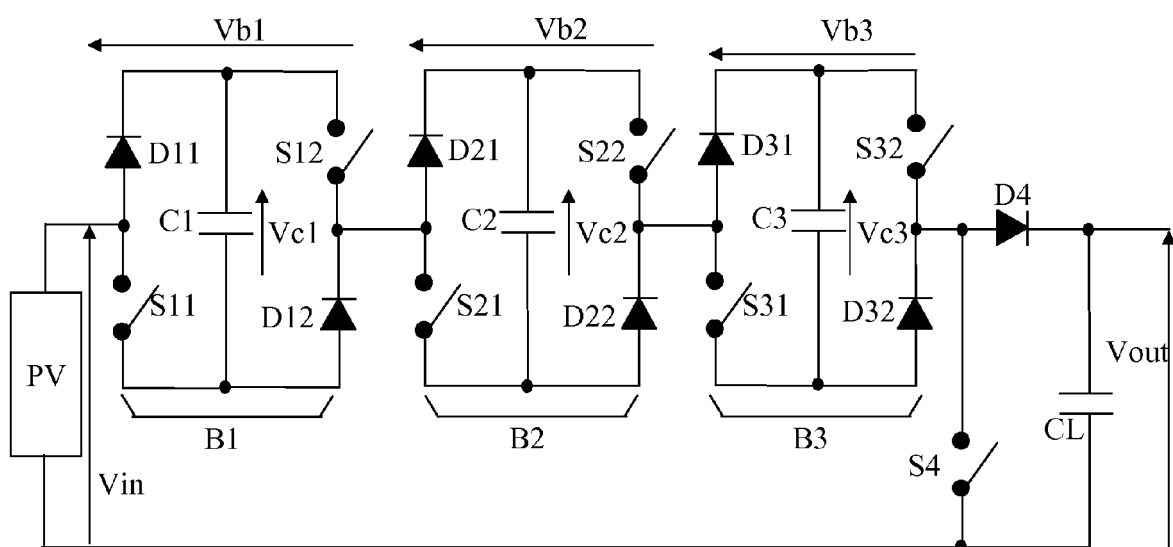 Vb1
Vb2
Vb3
D11
S12
D21
S22
D31
S32
D4
C1
Vc1
C2
Vc2
C3
Vc3
S11
D12
S21
D22
S31
D32
PV
Vout
B1
B2
B3
CL
S4
Vin